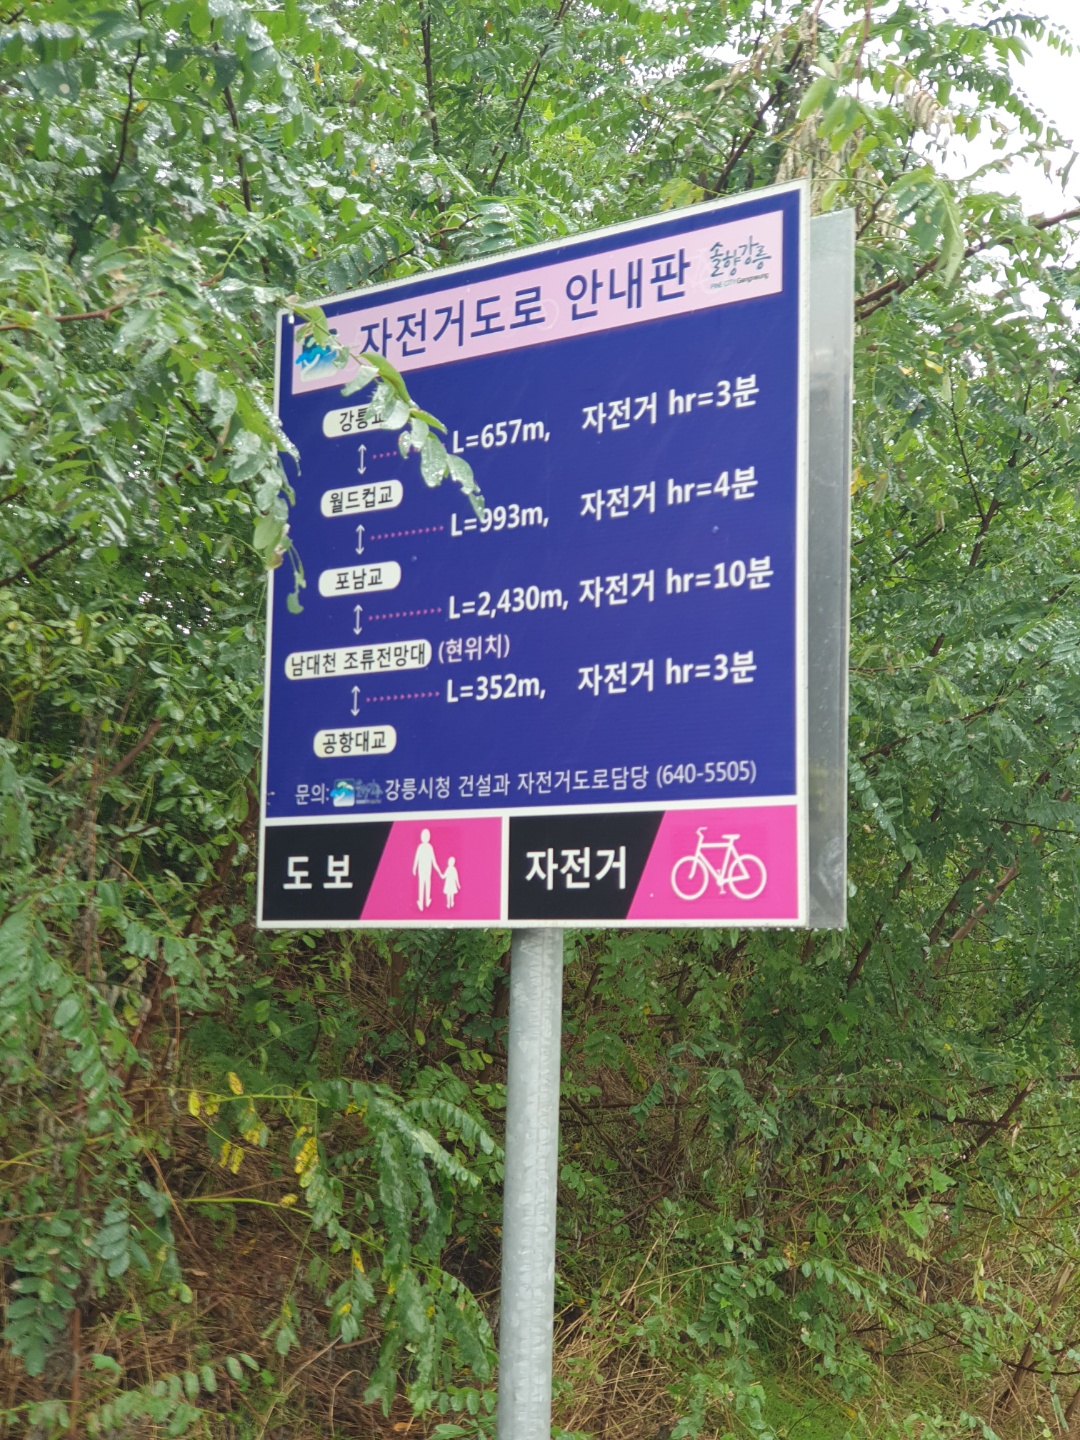 자전거도로 안내판
솔향강릉
PINE CITY Gangneung
강릉교
L=657m, 자전거 hr=3분
월드컵교
L=993m, 자전거 hr=4분
포남교
L=2,430m, 자전거 hr=10분
남대천 조류전망대 (현위치)
L=352m, 자전거 hr=3분
공항대교
문의: 강릉시청 건설과 자전거도로담당 (640-5505)
도보 자전거